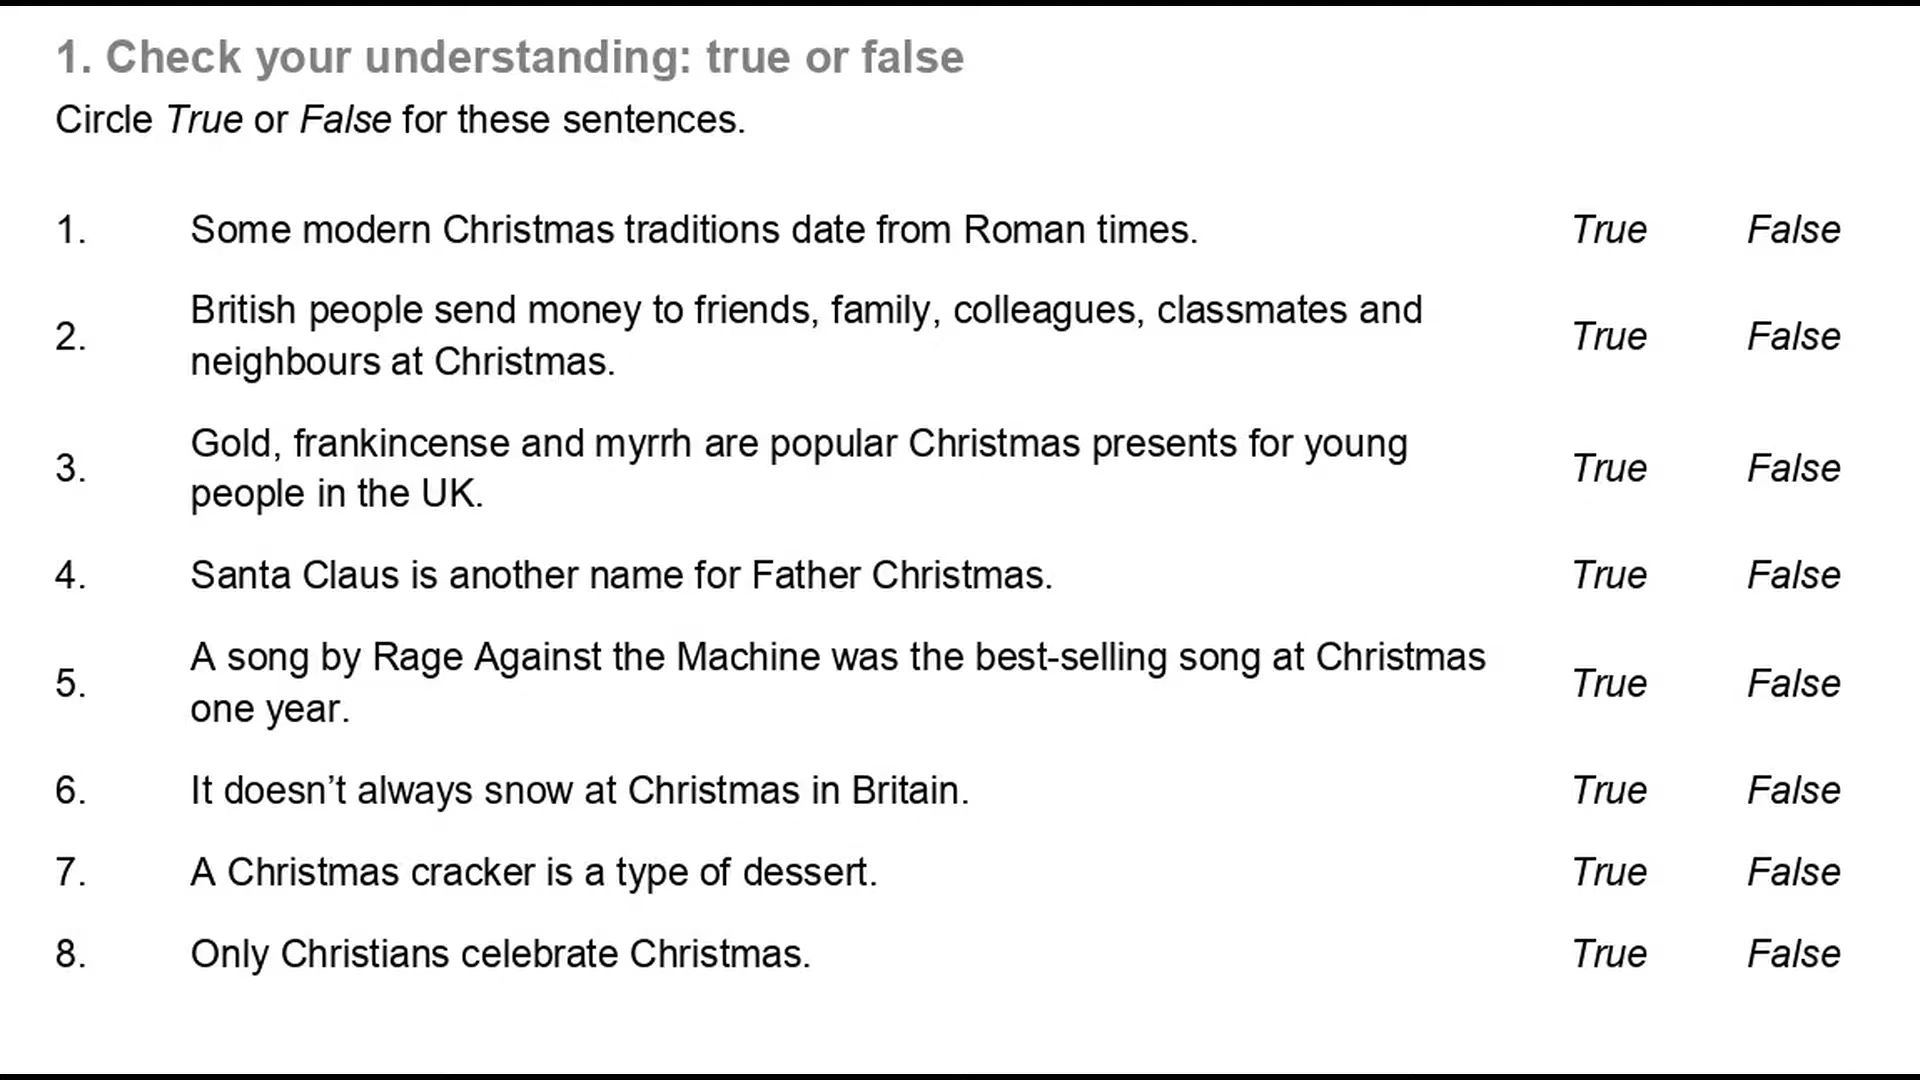 1. Check your understanding: true or false
Circle True or False for these sentences.
1. Some modern Christmas traditions date from Roman times. True False
2. British people send money to friends, family, colleagues, classmates and
neighbours at Christmas. True False
3. Gold, frankincense and myrrh are popular Christmas presents for young
people in the UK. True False
4. Santa Claus is another name for Father Christmas. True False
5. A song by Rage Against the Machine was the best-selling song at Christmas
one year. True False
6. It doesn’t always snow at Christmas in Britain. True False
7. A Christmas cracker is a type of dessert. True False
8. Only Christians celebrate Christmas. True False